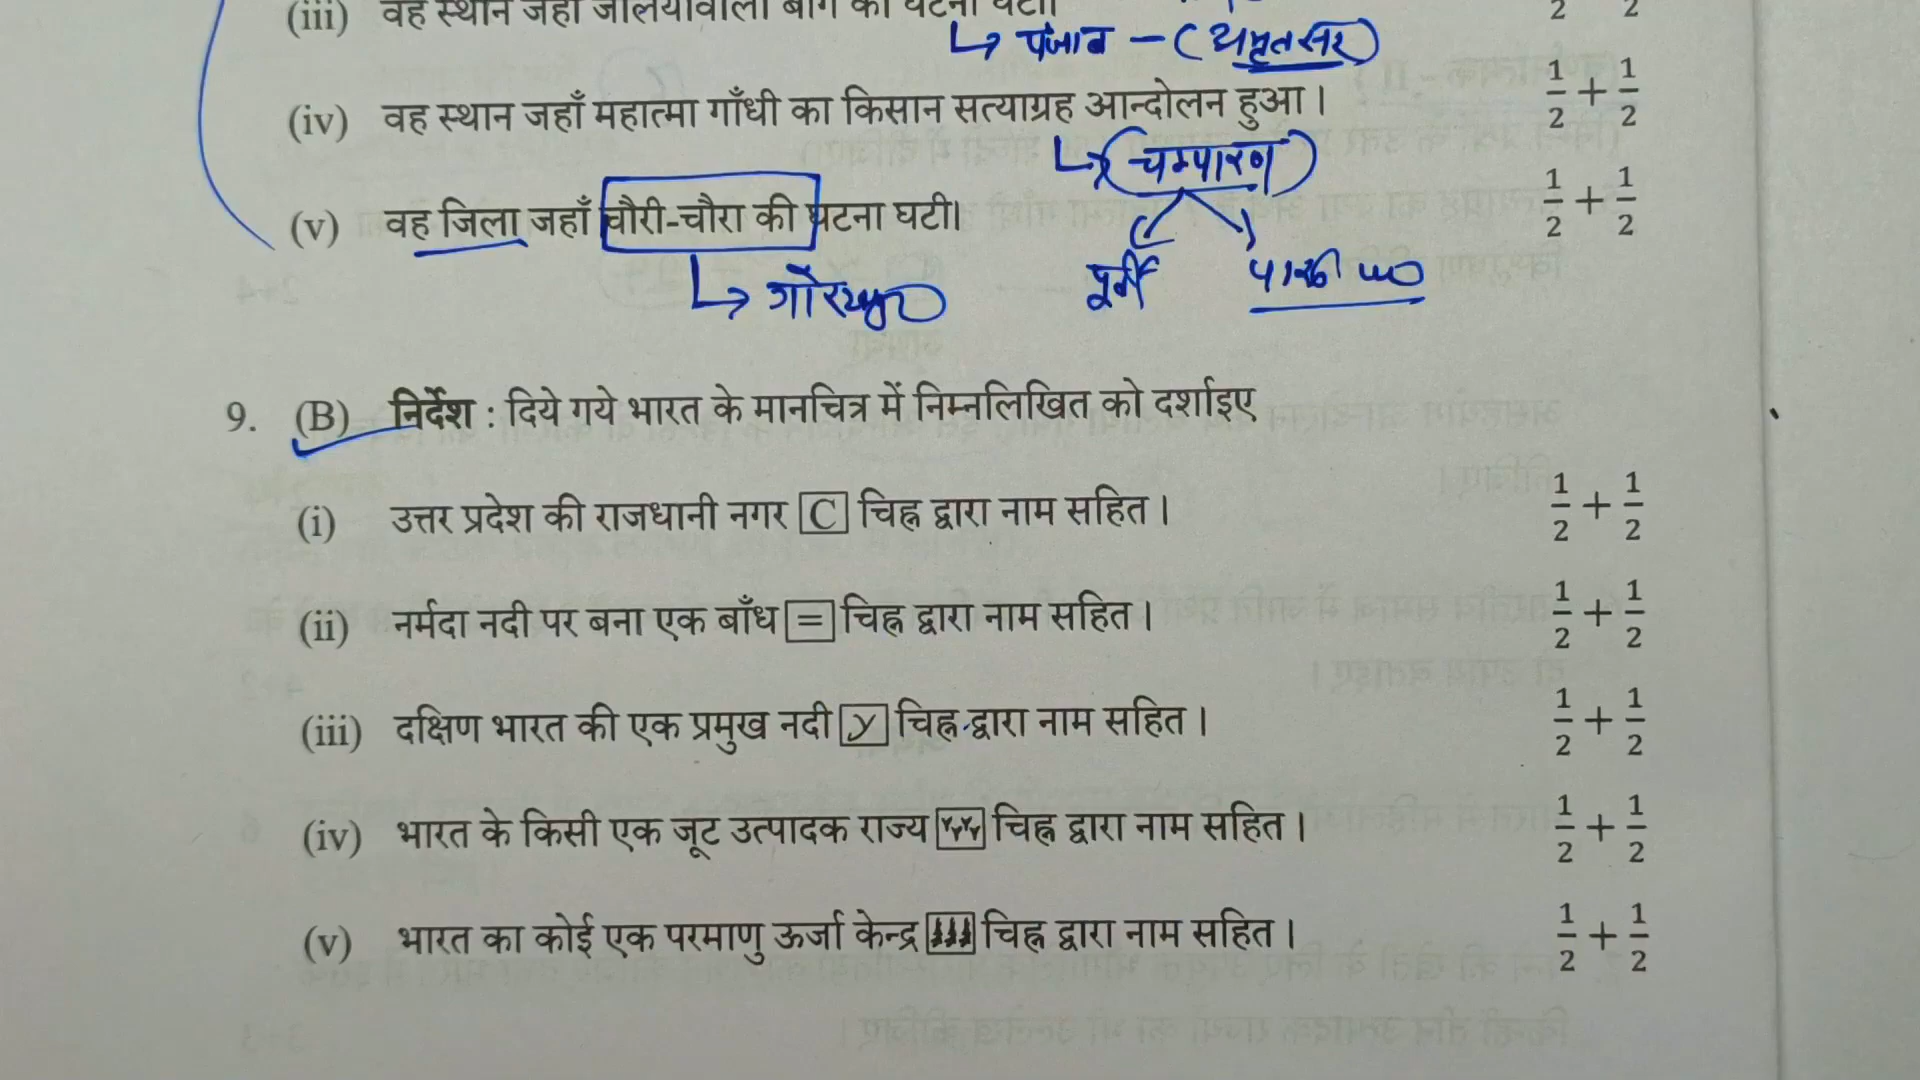 (iii) वह स्थान जहाँ जलियाँवाला बाग की घटना घटी। 2 2
↳ पंजाब – (अमृतसर)
(iv) वह स्थान जहाँ महात्मा गाँधी का किसान सत्याग्रह आन्दोलन हुआ। 1/2 + 1/2
↳ (चम्पारण)
(v) वह जिला जहाँ चौरी-चौरा की घटना घटी। 1/2 + 1/2
↳ गोरखपुर पूर्वी
9. (B) निर्देश : दिये गये भारत के मानचित्र में निम्नलिखित को दर्शाइए
(i) उत्तर प्रदेश की राजधानी नगर C चिह्न द्वारा नाम सहित। 1/2 + 1/2
(ii) नर्मदा नदी पर बना एक बाँध = चिह्न द्वारा नाम सहित। 1/2 + 1/2
(iii) दक्षिण भारत की एक प्रमुख नदी y चिह्न द्वारा नाम सहित। 1/2 + 1/2
(iv) भारत के किसी एक जूट उत्पादक राज्य चिह्न द्वारा नाम सहित। 1/2 + 1/2
(v) भारत का कोई एक परमाणु ऊर्जा केन्द्र चिह्न द्वारा नाम सहित। 1/2 + 1/2